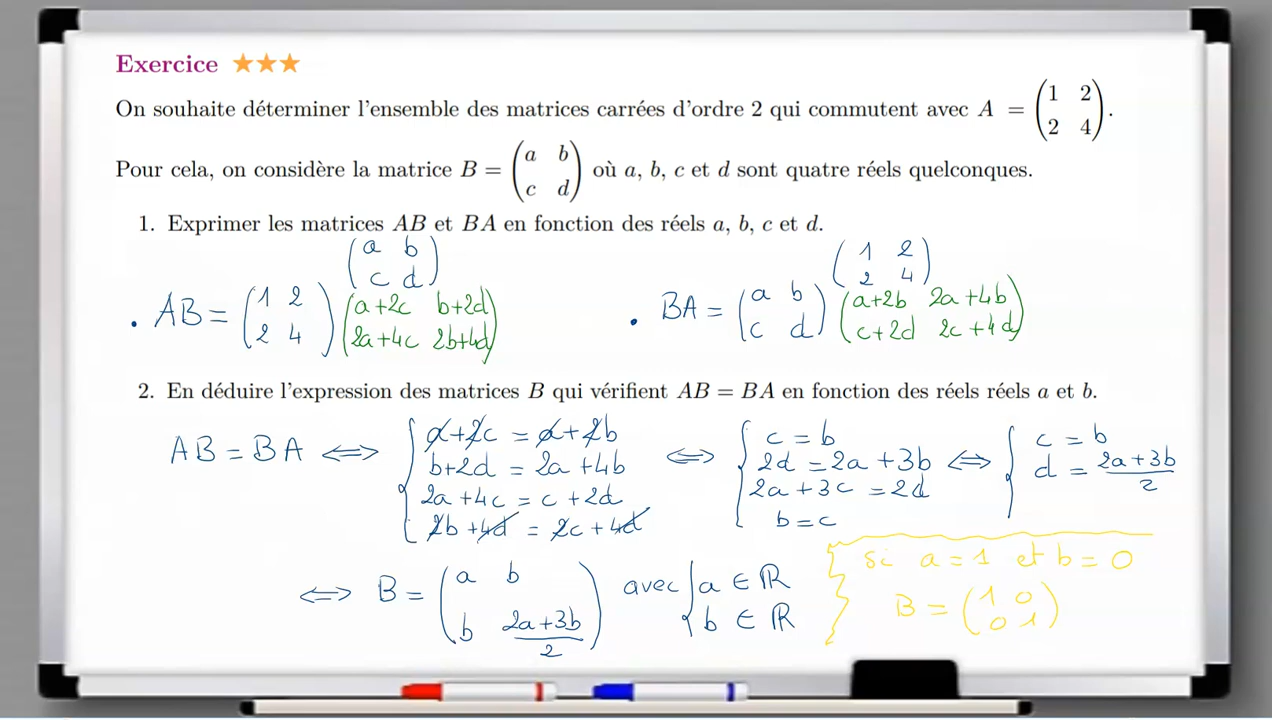 Exercice ★★★
On souhaite déterminer l'ensemble des matrices carrées d'ordre 2 qui commutent avec A = (1 2 ; 2 4).
Pour cela, on considère la matrice B = (a b ; c d) où a, b, c et d sont quatre réels quelconques.
1. Exprimer les matrices AB et BA en fonction des réels a, b, c et d.
(a b ; c d)
• AB = (1 2 ; 2 4) (a+2c b+2d ; 2a+4c 2b+4d)
(1 2 ; 2 4)
• BA = (a b ; c d) (a+2b 2a+4b ; c+2d 2c+4d)
2. En déduire l'expression des matrices B qui vérifient AB = BA en fonction des réels réels a et b.
AB = BA ⟺
a+2c = a+2b
b+2d = 2a+4b
2a+4c = c+2d
2b+4d = 2c+4d
⟺
c = b
2d = 2a+3b
2a+3c = 2d
b = c
⟺
c = b
d = (2a+3b)/2
⟺ B = (a b ; b (2a+3b)/2) avec { a ∈ ℝ
b ∈ ℝ
si a = 1 et b = 0
B = (1 0 ; 0 1)